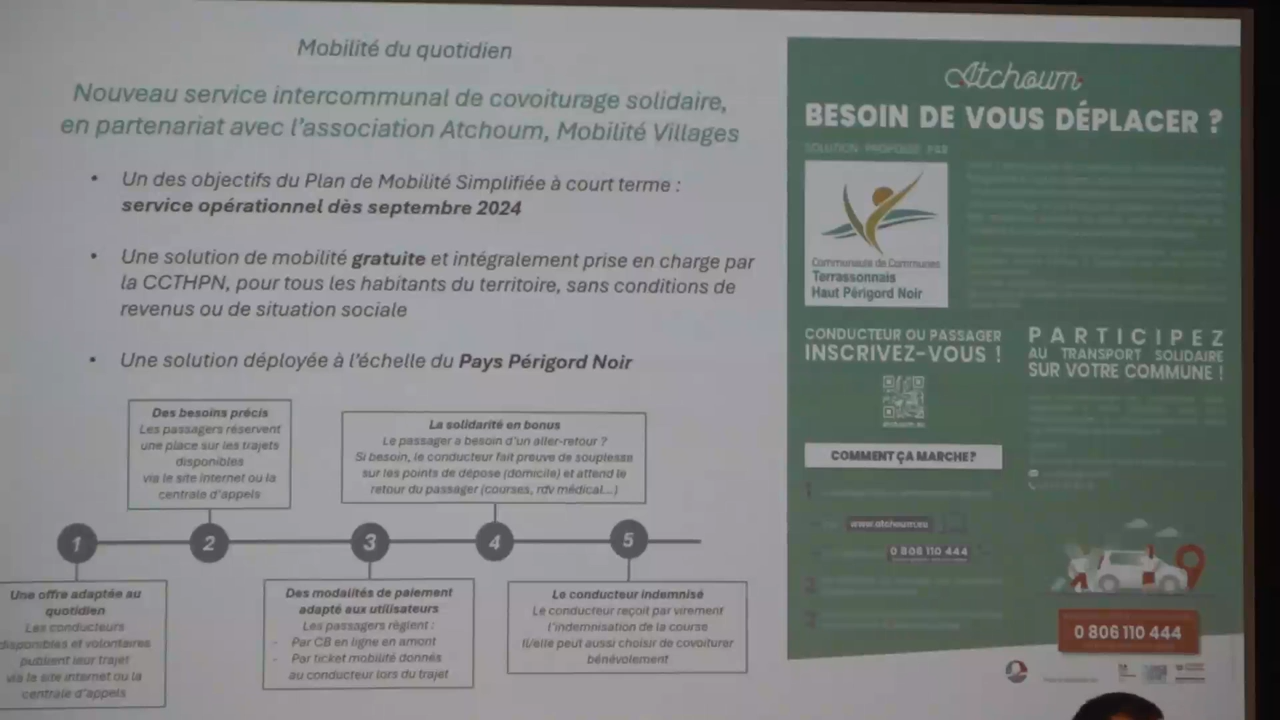 Mobilité du quotidien
Nouveau service intercommunal de covoiturage solidaire,
en partenariat avec l'association Atchoum, Mobilité Villages
• Un des objectifs du Plan de Mobilité Simplifiée à court terme :
service opérationnel dès septembre 2024
• Une solution de mobilité gratuite et intégralement prise en charge par
la CCTHPN, pour tous les habitants du territoire, sans conditions de
revenus ou de situation sociale
• Une solution déployée à l'échelle du Pays Périgord Noir
Des besoins précis
Les passagers réservent
une place sur les trajets
disponibles
via le site internet ou la
centrale d'appels
La solidarité en bonus
Le passager a besoin d'un aller-retour ?
Si besoin, le conducteur fait preuve de souplesse
sur les points de dépose (domicile) et attend le
retour du passager (courses, rdv médical...)
1
2
3
4
5
Une offre adaptée au
quotidien
Les conducteurs
disponibles et volontaires
publient leur trajet
via le site internet ou la
centrale d'appels
Des modalités de paiement
adapté aux utilisateurs
Les passagers règlent :
- Par CB en ligne en amont
- Par ticket mobilité donnés
au conducteur lors du trajet
Le conducteur indemnisé
Le conducteur reçoit par virement
l'indemnisation de la course
Il/elle peut aussi choisir de covoiturer
bénévolement
Atchoum
BESOIN DE VOUS DÉPLACER ?
SOLUTION PROPOSÉE PAR
Communauté de Communes
Terrassonnais
Haut Périgord Noir
CONDUCTEUR OU PASSAGER
INSCRIVEZ-VOUS !
atchoum.eu
PARTICIPEZ
AU TRANSPORT SOLIDAIRE
SUR VOTRE COMMUNE !
COMMENT ÇA MARCHE ?
1
www.atchoum.eu
0 806 110 444
2
0 806 110 444